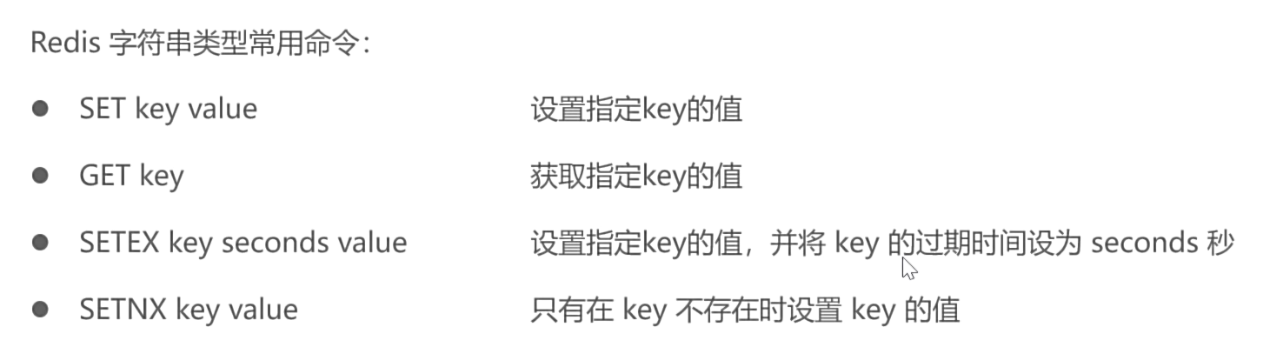 Redis 字符串类型常用命令：
● SET key value 设置指定key的值
● GET key 获取指定key的值
● SETEX key seconds value 设置指定key的值，并将 key 的过期时间设为 seconds 秒
● SETNX key value 只有在 key 不存在时设置 key 的值